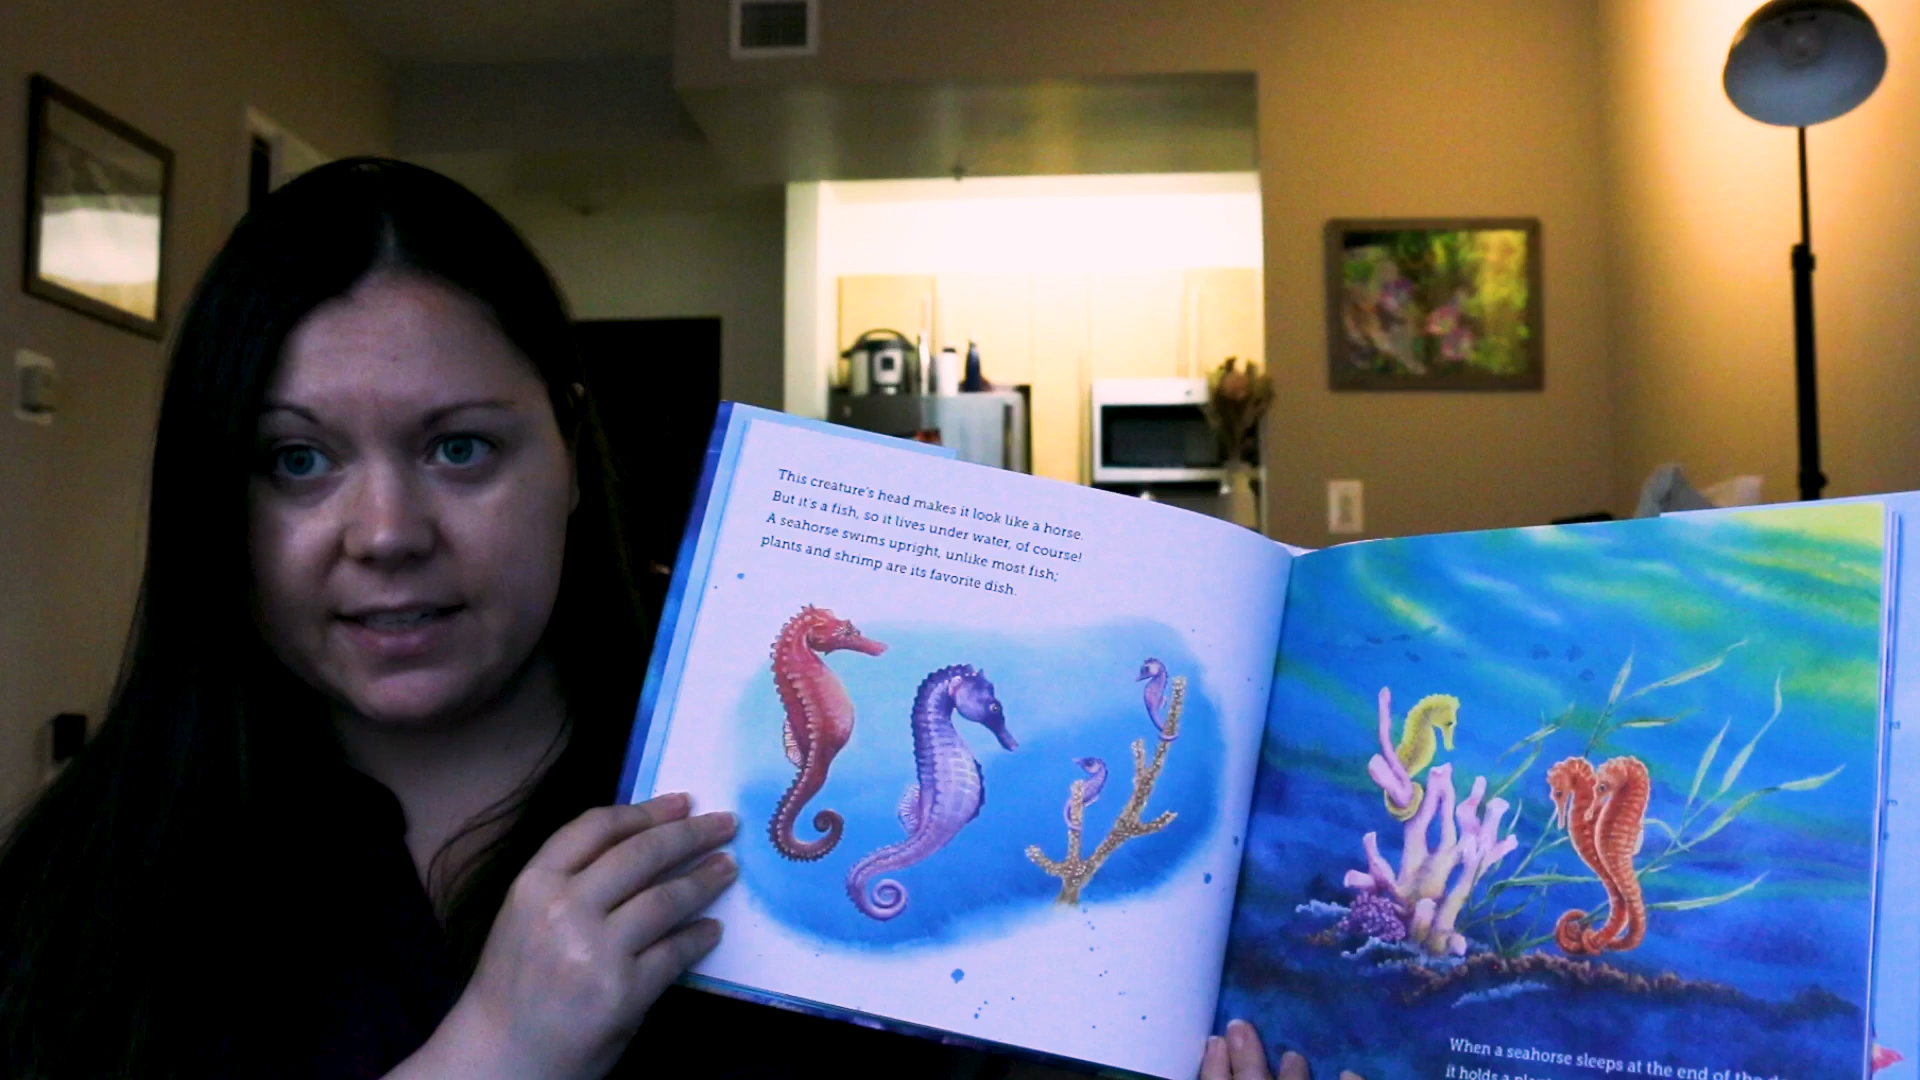 This creature's head makes it look like a horse.
But it's a fish, so it lives under water, of course!
A seahorse swims upright, unlike most fish;
plants and shrimp are its favorite dish.
When a seahorse sleeps at the end of the
it holds a